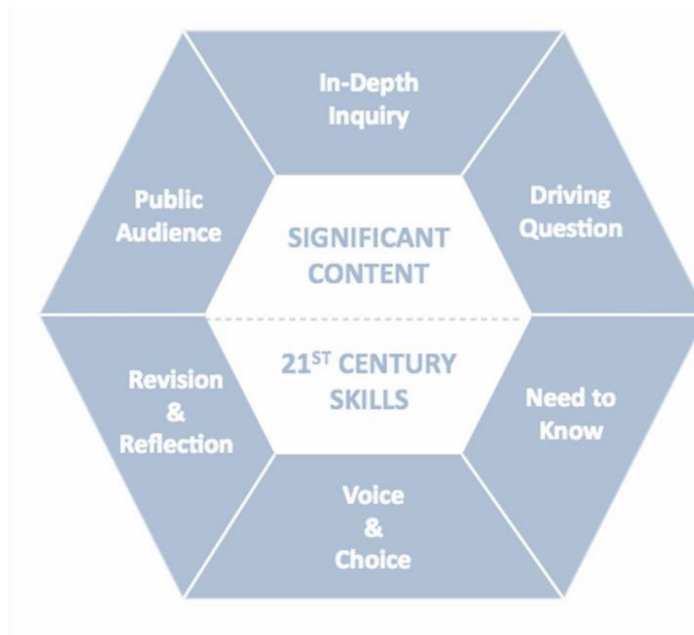 In-Depth
Inquiry
Driving
Question
Need to
Know
Voice
&
Choice
Revision
&
Reflection
Public
Audience
SIGNIFICANT
CONTENT
21ST CENTURY
SKILLS